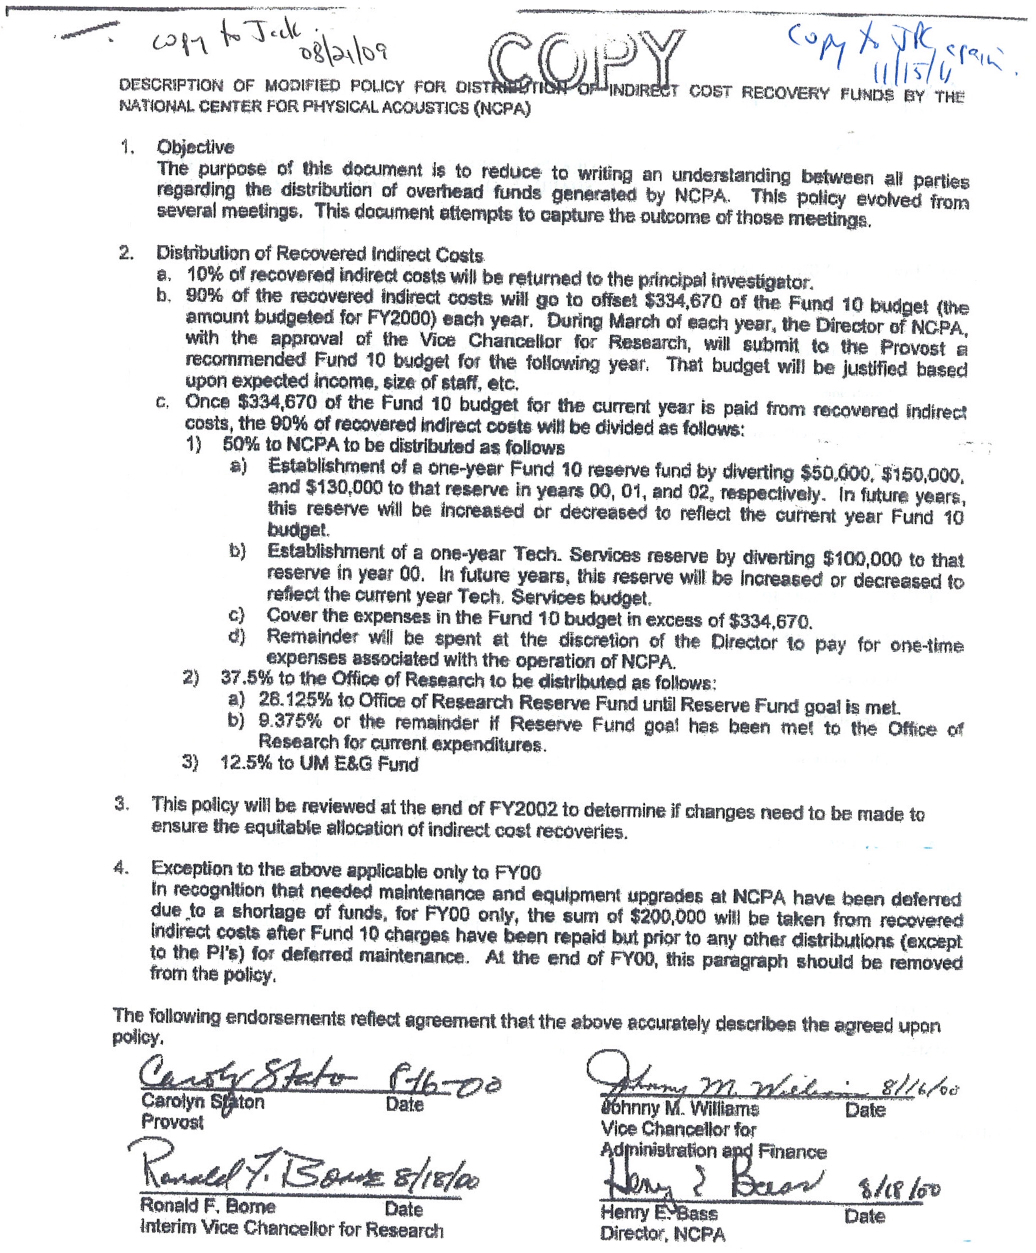 copy to Jack
08/21/09
COPY
Copy to JPC again.
11/15/11
DESCRIPTION OF MODIFIED POLICY FOR DISTRIBUTION OF INDIRECT COST RECOVERY FUNDS BY THE
NATIONAL CENTER FOR PHYSICAL ACOUSTICS (NCPA)
1. Objective
The purpose of this document is to reduce to writing an understanding between all parties
regarding the distribution of overhead funds generated by NCPA. This policy evolved from
several meetings. This document attempts to capture the outcome of those meetings.
2. Distribution of Recovered Indirect Costs
a. 10% of recovered indirect costs will be returned to the principal investigator.
b. 90% of the recovered indirect costs will go to offset $334,670 of the Fund 10 budget (the
amount budgeted for FY2000) each year. During March of each year, the Director of NCPA,
with the approval of the Vice Chancellor for Research, will submit to the Provost a
recommended Fund 10 budget for the following year. That budget will be justified based
upon expected income, size of staff, etc.
c. Once $334,670 of the Fund 10 budget for the current year is paid from recovered indirect
costs, the 90% of recovered indirect costs will be divided as follows:
1) 50% to NCPA to be distributed as follows
a) Establishment of a one-year Fund 10 reserve fund by diverting $50,000, $150,000,
and $130,000 to that reserve in years 00, 01, and 02, respectively. In future years,
this reserve will be increased or decreased to reflect the current year Fund 10
budget.
b) Establishment of a one-year Tech. Services reserve by diverting $100,000 to that
reserve in year 00. In future years, this reserve will be increased or decreased to
reflect the current year Tech. Services budget.
c) Cover the expenses in the Fund 10 budget in excess of $334,670.
d) Remainder will be spent at the discretion of the Director to pay for one-time
expenses associated with the operation of NCPA.
2) 37.5% to the Office of Research to be distributed as follows:
a) 28.125% to Office of Research Reserve Fund until Reserve Fund goal is met.
b) 9.375% or the remainder if Reserve Fund goal has been met to the Office of
Research for current expenditures.
3) 12.5% to UM E&G Fund
3. This policy will be reviewed at the end of FY2002 to determine if changes need to be made to
ensure the equitable allocation of indirect cost recoveries.
4. Exception to the above applicable only to FY00
In recognition that needed maintenance and equipment upgrades at NCPA have been deferred
due to a shortage of funds, for FY00 only, the sum of $200,000 will be taken from recovered
indirect costs after Fund 10 charges have been repaid but prior to any other distributions (except
to the PI's) for deferred maintenance. At the end of FY00, this paragraph should be removed
from the policy.
The following endorsements reflect agreement that the above accurately describes the agreed upon
policy.
Carolyn Staton 8-16-00
Carolyn Staton Date
Provost
Johnny M. Williams 8/16/00
Johnny M. Williams Date
Vice Chancellor for
Administration and Finance
Ronald F. Borne 8/18/00
Ronald F. Borne Date
Interim Vice Chancellor for Research
Henry E Bass 8/18/00
Henry E. Bass Date
Director, NCPA